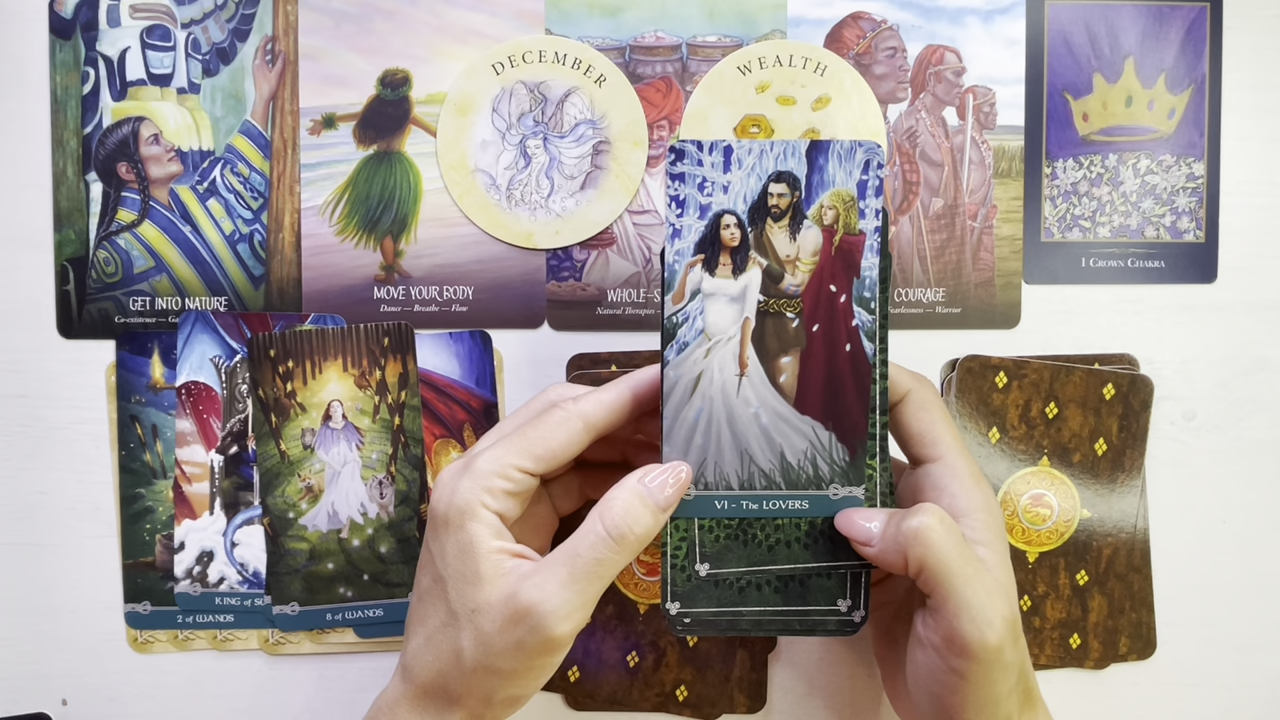 DECEMBER
WEALTH
GET INTO NATURE
Co-existence —
MOVE YOUR BODY
Dance — Breathe — Flow
WHOLE-S
Natural Therapies –
COURAGE
— Warrior
1 CROWN CHAKRA
VI - The LOVERS
KING of SW
2 of WANDS
8 of WANDS